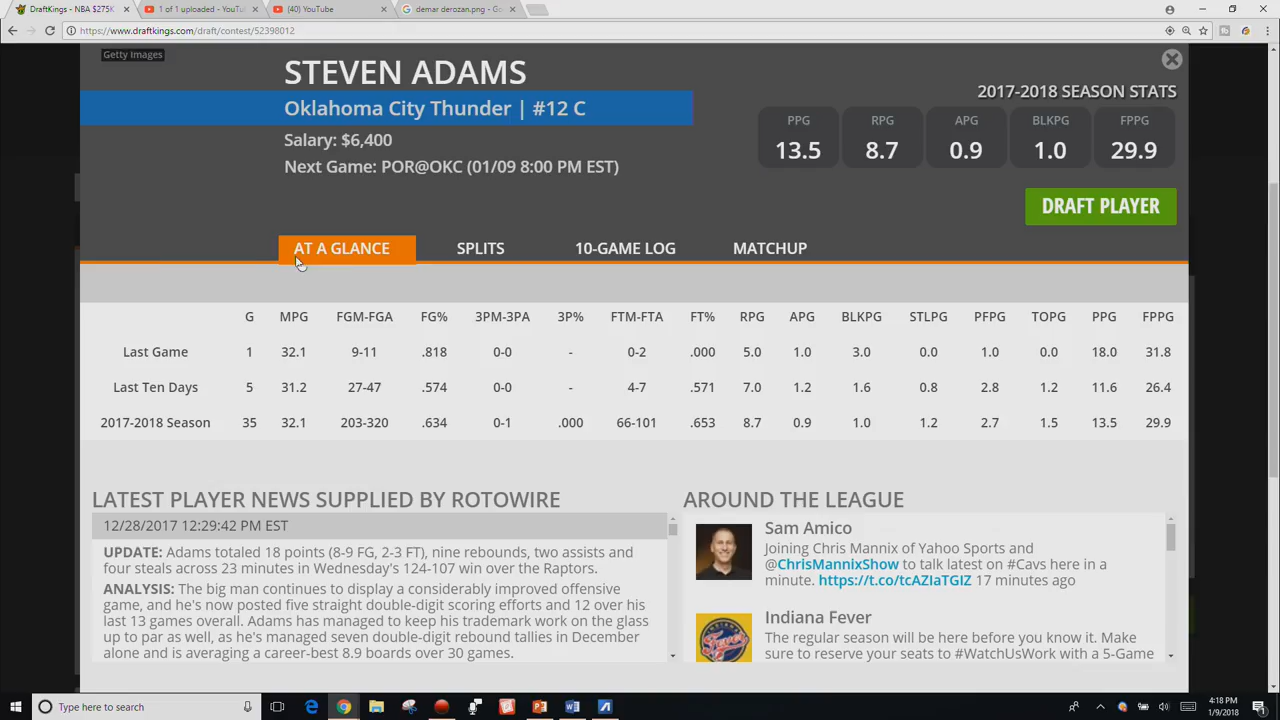 DraftKings - NBA $275K
1 of 1 uploaded - YouTu
(40) YouTube
demar derozan.png - Go
https://www.draftkings.com/draft/contest/52398012
Getty Images
STEVEN ADAMS
Oklahoma City Thunder | #12 C
Salary: $6,400
Next Game: POR@OKC (01/09 8:00 PM EST)
2017-2018 SEASON STATS
PPG RPG APG BLKPG FPPG
13.5 8.7 0.9 1.0 29.9
DRAFT PLAYER
AT A GLANCE SPLITS 10-GAME LOG MATCHUP
G MPG FGM-FGA FG% 3PM-3PA 3P% FTM-FTA FT% RPG APG BLKPG STLPG PFPG TOPG PPG FPPG
Last Game 1 32.1 9-11 .818 0-0 - 0-2 .000 5.0 1.0 3.0 0.0 1.0 0.0 18.0 31.8
Last Ten Days 5 31.2 27-47 .574 0-0 - 4-7 .571 7.0 1.2 1.6 0.8 2.8 1.2 11.6 26.4
2017-2018 Season 35 32.1 203-320 .634 0-1 .000 66-101 .653 8.7 0.9 1.0 1.2 2.7 1.5 13.5 29.9
LATEST PLAYER NEWS SUPPLIED BY ROTOWIRE
12/28/2017 12:29:42 PM EST
UPDATE: Adams totaled 18 points (8-9 FG, 2-3 FT), nine rebounds, two assists and
four steals across 23 minutes in Wednesday's 124-107 win over the Raptors.
ANALYSIS: The big man continues to display a considerably improved offensive
game, and he's now posted five straight double-digit scoring efforts and 12 over his
last 13 games overall. Adams has managed to keep his trademark work on the glass
up to par as well, as he's managed seven double-digit rebound tallies in December
alone and is averaging a career-best 8.9 boards over 30 games.
AROUND THE LEAGUE
Sam Amico
Joining Chris Mannix of Yahoo Sports and
@ChrisMannixShow to talk latest on #Cavs here in a
minute. https://t.co/tcAZIaTGIZ 17 minutes ago
Indiana Fever
The regular season will be here before you know it. Make
sure to reserve your seats to #WatchUsWork with a 5-Game
Type here to search
4:18 PM
1/9/2018